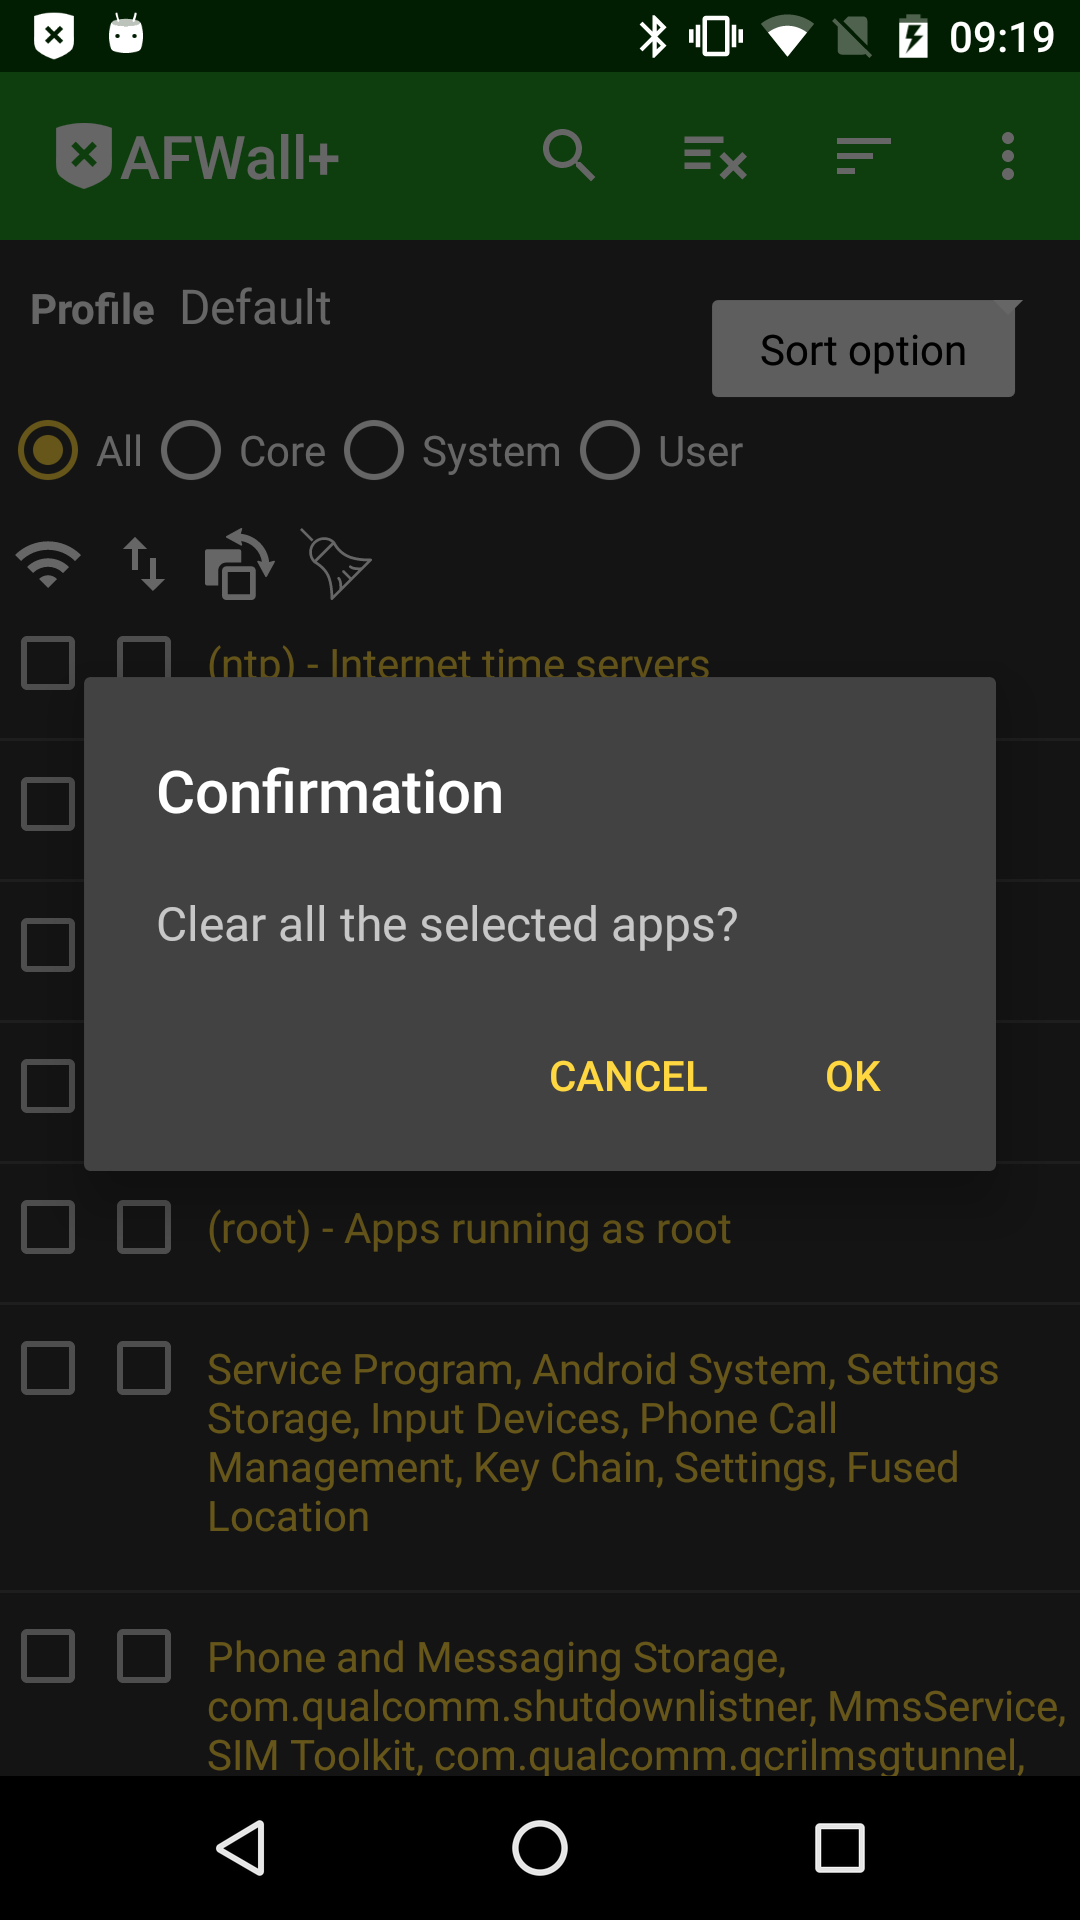 09:19
AFWall+
Profile Default
Sort option
All Core System User
(ntp) - Internet time servers
Confirmation
Clear all the selected apps?
CANCEL OK
(root) - Apps running as root
Service Program, Android System, Settings
Storage, Input Devices, Phone Call
Management, Key Chain, Settings, Fused
Location
Phone and Messaging Storage,
com.qualcomm.shutdownlistner, MmsService,
SIM Toolkit, com.qualcomm.qcrilmsgtunnel,